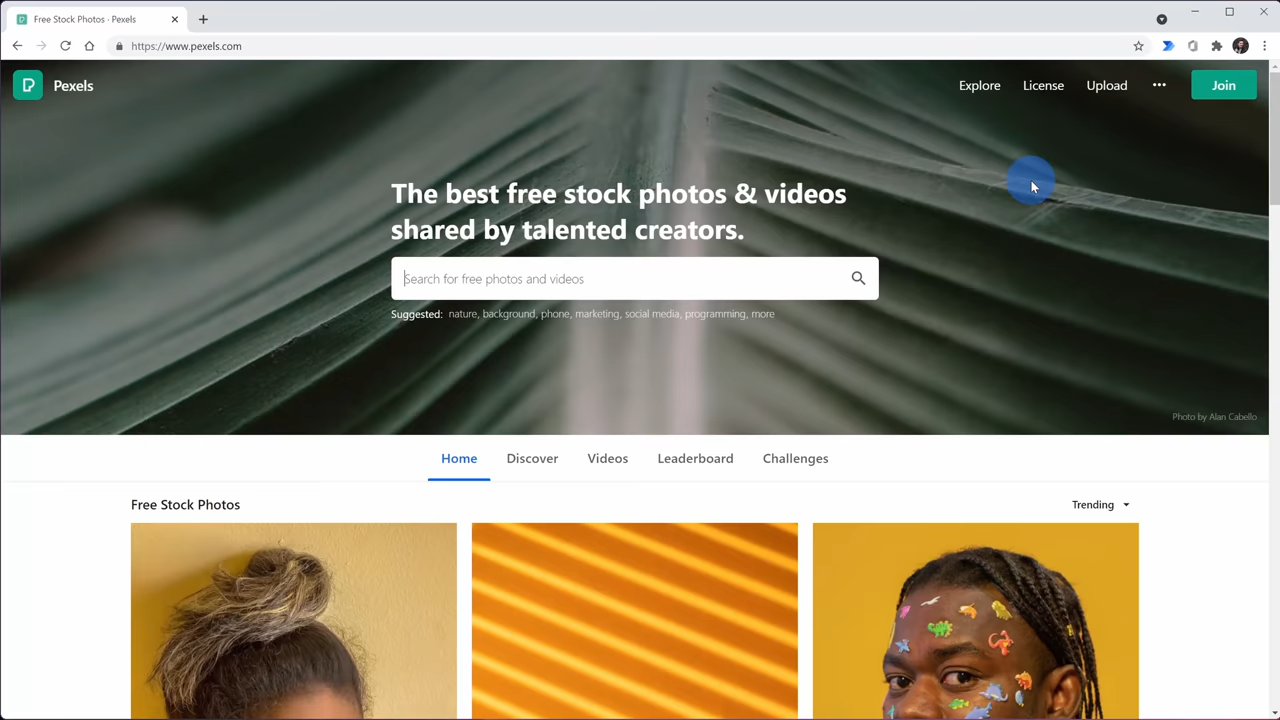 Free Stock Photos · Pexels
https://www.pexels.com
Pexels
Explore License Upload ••• Join
The best free stock photos & videos
shared by talented creators.
Search for free photos and videos
Suggested: nature, background, phone, marketing, social media, programming, more
Photo by Alan Cabello
Home Discover Videos Leaderboard Challenges
Free Stock Photos
Trending